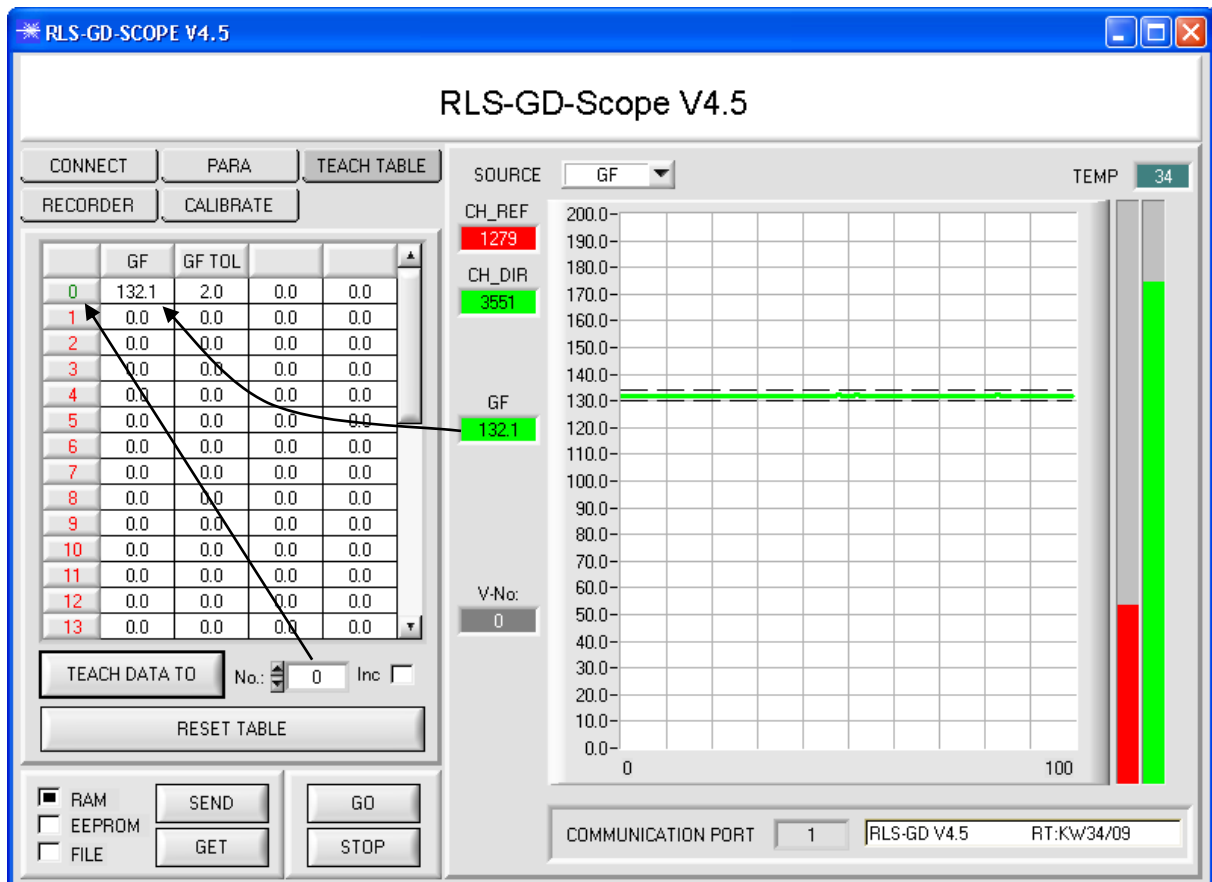 RLS-GD-SCOPE V4.5
RLS-GD-Scope V4.5
CONNECT PARA TEACH TABLE
RECORDER CALIBRATE
GF GF TOL
0 132.1 2.0 0.0 0.0
1 0.0 0.0 0.0 0.0
2 0.0 0.0 0.0 0.0
3 0.0 0.0 0.0 0.0
4 0.0 0.0 0.0 0.0
5 0.0 0.0 0.0 0.0
6 0.0 0.0 0.0 0.0
7 0.0 0.0 0.0 0.0
8 0.0 0.0 0.0 0.0
9 0.0 0.0 0.0 0.0
10 0.0 0.0 0.0 0.0
11 0.0 0.0 0.0 0.0
12 0.0 0.0 0.0 0.0
13 0.0 0.0 0.0 0.0
TEACH DATA TO No.: 0 Inc
RESET TABLE
RAM
EEPROM
FILE
SEND
GET
GO
STOP
SOURCE GF
TEMP 34
CH_REF
1279
CH_DIR
3551
GF
132.1
V-No:
0
200.0
190.0
180.0
170.0
160.0
150.0
140.0
130.0
120.0
110.0
100.0
90.0
80.0
70.0
60.0
50.0
40.0
30.0
20.0
10.0
0.0
0 100
COMMUNICATION PORT 1 RLS-GD V4.5 RT:KW34/09